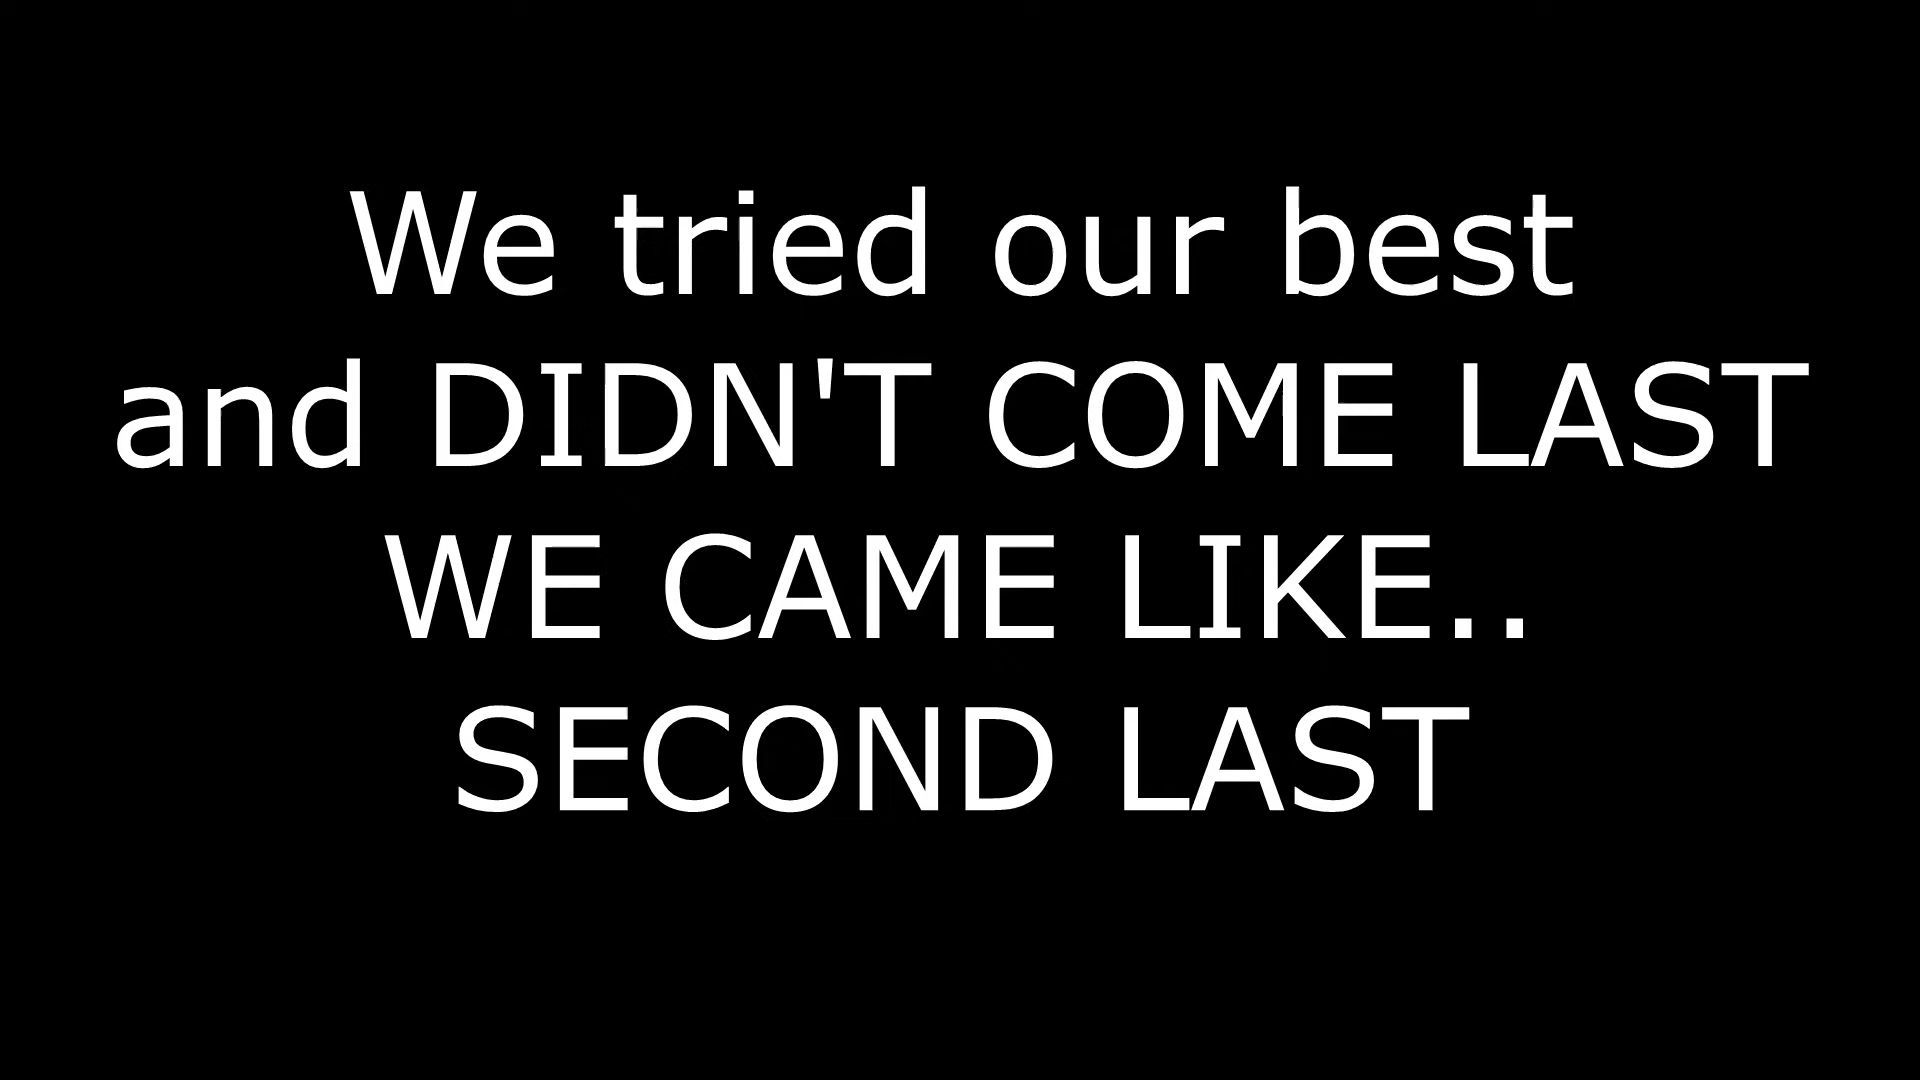 We tried our best
and DIDN'T COME LAST
WE CAME LIKE..
SECOND LAST